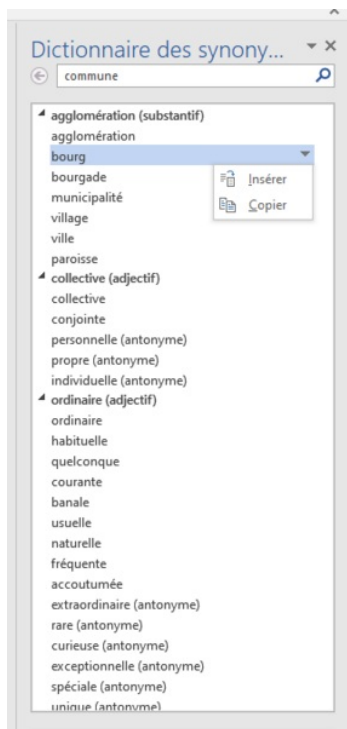 Dictionnaire des synony...
commune
agglomération (substantif)
agglomération
bourg
bourgade
Insérer
municipalité
Copier
village
ville
paroisse
collective (adjectif)
collective
conjointe
personnelle (antonyme)
propre (antonyme)
individuelle (antonyme)
ordinaire (adjectif)
ordinaire
habituelle
quelconque
courante
banale
usuelle
naturelle
fréquente
accoutumée
extraordinaire (antonyme)
rare (antonyme)
curieuse (antonyme)
exceptionnelle (antonyme)
spéciale (antonyme)
unique (antonyme)